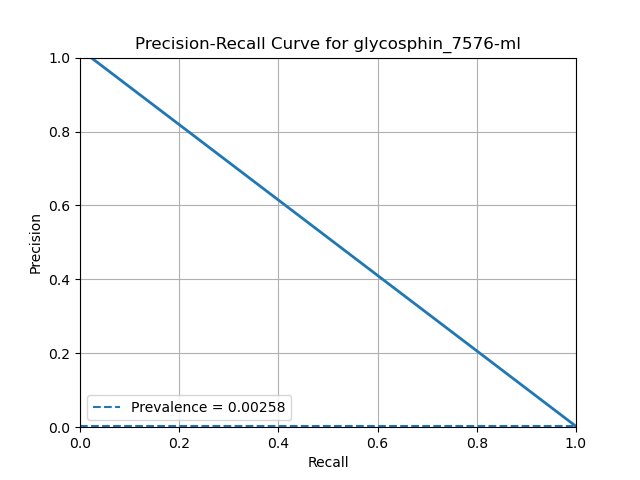 Precision-Recall Curve for glycosphin_7576-ml
1.0
0.8
0.6
0.4
0.2
0.0
Precision
Prevalence = 0.00258
0.0 0.2 0.4 0.6 0.8 1.0
Recall